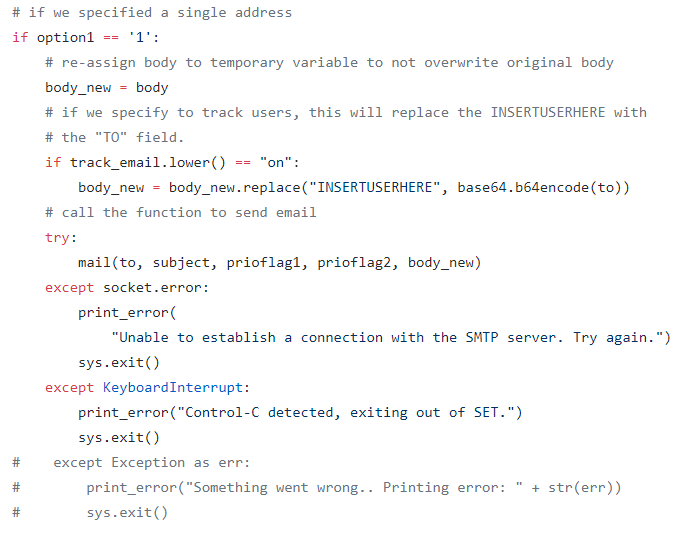 # if we specified a single address
if option1 == '1':
    # re-assign body to temporary variable to not overwrite original body
    body_new = body
    # if we specify to track users, this will replace the INSERTUSERHERE with
    # the "TO" field.
    if track_email.lower() == "on":
        body_new = body_new.replace("INSERTUSERHERE", base64.b64encode(to))
    # call the function to send email
    try:
        mail(to, subject, prioflag1, prioflag2, body_new)
    except socket.error:
        print_error(
            "Unable to establish a connection with the SMTP server. Try again.")
        sys.exit()
    except KeyboardInterrupt:
        print_error("Control-C detected, exiting out of SET.")
        sys.exit()
#    except Exception as err:
#        print_error("Something went wrong.. Printing error: " + str(err))
#        sys.exit()